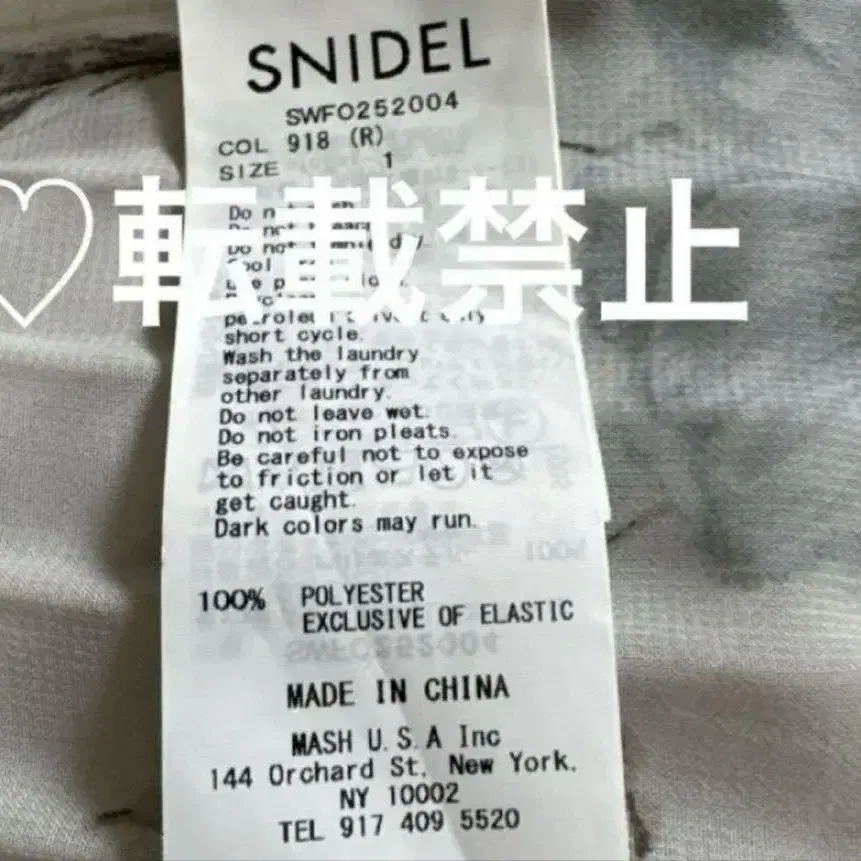 SNIDEL
SWFO252004
COL 918 (R)
SIZE 1
♡転載禁止
Do
Do not
short cycle.
Wash the laundry
separately from
other laundry.
Do not leave wet.
Do not iron pleats.
Be careful not to expose
to friction or let it
get caught.
Dark colors may run.
100% POLYESTER
EXCLUSIVE OF ELASTIC
MADE IN CHINA
MASH U.S.A Inc
144 Orchard St. New York.
NY 10002
TEL 917 409 5520